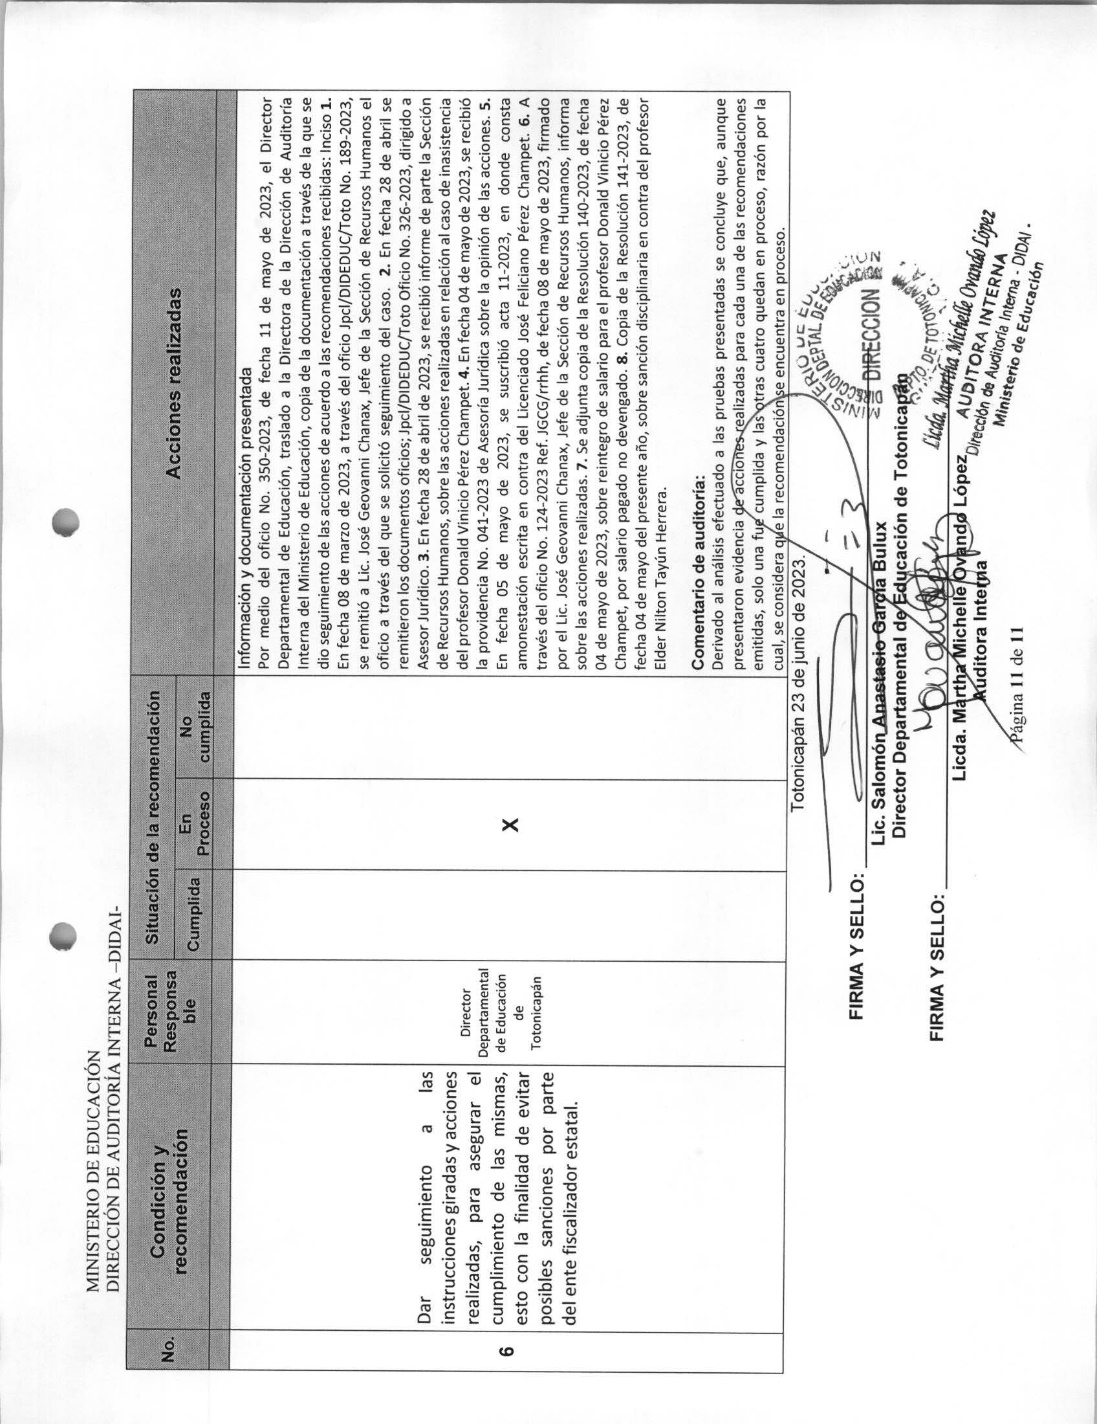 MINISTERIO DE EDUCACIÓN
DIRECCIÓN DE AUDITORÍA INTERNA –DIDAI-
No.
Condición y
recomendación
Personal
Responsa
ble
Situación de la recomendación
Cumplida
En
Proceso
No
cumplida
Acciones realizadas
6
Dar seguimiento a las
instrucciones giradas y acciones
realizadas, para asegurar el
cumplimiento de las mismas,
esto con la finalidad de evitar
posibles sanciones por parte
del ente fiscalizador estatal.
Director
Departamental
de Educación
de
Totonicapán
X
Información y documentación presentada
Por medio del oficio No. 350-2023, de fecha 11 de mayo de 2023, el Director
Departamental de Educación, traslado a la Directora de la Dirección de Auditoría
Interna del Ministerio de Educación, copia de la documentación a través de la que se
dio seguimiento de las acciones de acuerdo a las recomendaciones recibidas: Inciso 1.
En fecha 08 de marzo de 2023, a través del oficio Jpcl/DIDEDUC/Toto No. 189-2023,
se remitió a Lic. José Geovanni Chanax, Jefe de la Sección de Recursos Humanos el
oficio a través del que se solicitó seguimiento del caso. 2. En fecha 28 de abril se
remitieron los documentos oficios; Jpcl/DIDEDUC/Toto Oficio No. 326-2023, dirigido a
Asesor Jurídico. 3. En fecha 28 de abril de 2023, se recibió informe de parte la Sección
de Recursos Humanos, sobre las acciones realizadas en relación al caso de inasistencia
del profesor Donald Vinicio Pérez Champet. 4. En fecha 04 de mayo de 2023, se recibió
la providencia No. 041-2023 de Asesoría Jurídica sobre la opinión de las acciones. 5.
En fecha 05 de mayo de 2023, se suscribió acta 11-2023, en donde consta
amonestación escrita en contra del Licenciado José Feliciano Pérez Champet. 6. A
través del oficio No. 124-2023 Ref. JGCG/rrhh, de fecha 08 de mayo de 2023, firmado
por el Lic. José Geovanni Chanax, Jefe de la Sección de Recursos Humanos, informa
sobre las acciones realizadas. 7. Se adjunta copia de la Resolución 140-2023, de fecha
04 de mayo de 2023, sobre reintegro de salario para el profesor Donald Vinicio Pérez
Champet, por salario pagado no devengado. 8. Copia de la Resolución 141-2023, de
fecha 04 de mayo del presente año, sobre sanción disciplinaria en contra del profesor
Elder Nilton Tayún Herrera.
Comentario de auditoría:
Derivado al análisis efectuado a las pruebas presentadas se concluye que, aunque
presentaron evidencia de acciones realizadas para cada una de las recomendaciones
emitidas, solo una fue cumplida y las otras cuatro quedan en proceso, razón por la
cual, se considera que la recomendación se encuentra en proceso.
Totonicapán 23 de junio de 2023.
FIRMA Y SELLO:
Lic. Salomón Anastasio García Bulux
Director Departamental de Educación de Totonicapán
MINISTERIO DE EDUCACION
DIRECCION DEPTAL DE EDUCACION
DIRECCION
DPTO. DE TOTONICAPAN
FIRMA Y SELLO:
Licda. Martha Michelle Ovando López
Auditora Interna
Licda. Martha Michelle Ovando López
AUDITORA INTERNA
Dirección de Auditoría Interna - DIDAI -
Ministerio de Educación
Página 11 de 11